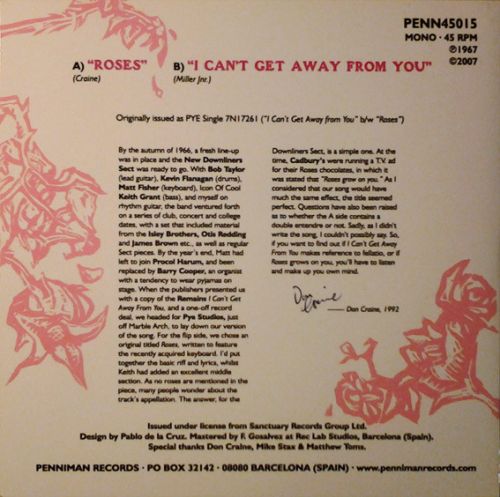 PENN45015
MONO · 45 RPM
℗1967
©2007
A) "ROSES"
(Craine)
B) "I CAN'T GET AWAY FROM YOU"
(Miller Jnr.)
Originally issued as PYE Single 7N17261 ("I Can't Get Away from You" b/w "Roses")
By the autumn of 1966, a fresh line-up
was in place and the New Downliners
Sect was ready to go. With Bob Taylor
(lead guitar), Kevin Flanagan (drums),
Matt Fisher (keyboard), Icon Of Cool
Keith Grant (bass), and myself on
rhythm guitar, the band ventured forth
on a series of club, concert and college
dates, with a set that included material
from the Isley Brothers, Otis Redding
and James Brown etc., as well as regular
Sect pieces. By the year's end, Matt had
left to join Procol Harum, and been
replaced by Barry Cooper, an organist
with a tendency to wear pyjamas on
stage. When the publishers presented us
with a copy of the Remains I Can't Get
Away From You, and a one-off record
deal, we headed for Pye Studios, just
off Marble Arch, to lay down our version
of the song. For the flip side, we chose an
original titled Roses, written to feature
the recently acquired keyboard. I'd put
together the basic riff and lyrics, whilst
Keith had added an excellent middle
section. As no roses are mentioned in the
piece, many people wonder about the
track's appellation. The answer, for the
Downliners Sect, is a simple one. At the
time, Cadbury's were running a T.V. ad
for their Roses chocolates, in which it
was stated that "Roses grow on you." As I
considered that our song would have
much the same effect, the title seemed
perfect. Questions have also been raised
as to whether the A side contains a
double entendre or not. Sadly, as I didn't
write the song, I couldn't possibly say. So,
if you want to find out if I Can't Get Away
From You makes reference to fellatio, or if
Roses grows on you, you'll have to listen
and make up you own mind.
Don
Craine
—— Don Craine, 1992
Issued under license from Sanctuary Records Group Ltd.
Design by Pablo de la Cruz. Mastered by F. Gosalvez at Rec Lab Studios, Barcelona (Spain).
Special thanks Don Craine, Mike Stax & Matthew Toms.
PENNIMAN RECORDS · PO BOX 32142 · 08080 BARCELONA (SPAIN) · www.pennimanrecords.com